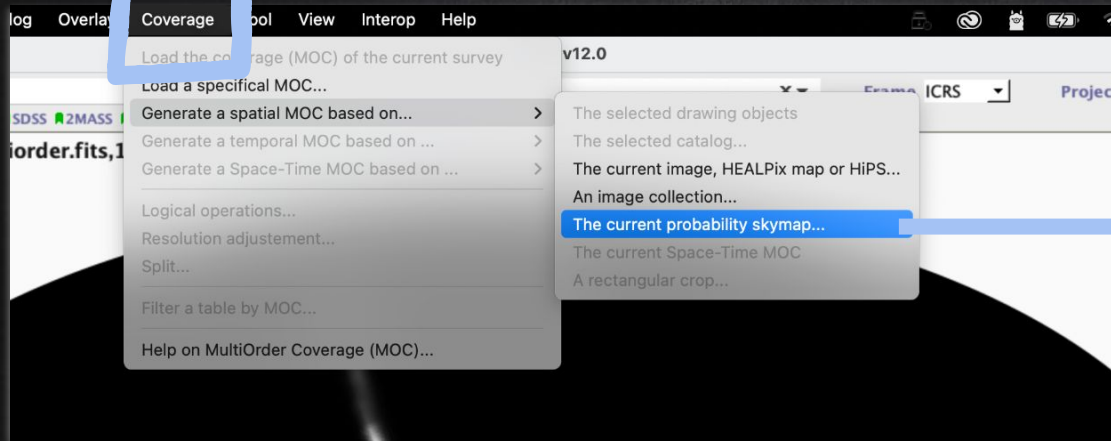 log Overlay Coverage Tool View Interop Help
v12.0
Load the coverage (MOC) of the current survey
Load a specifical MOC...
Frame ICRS Projec
SDSS 2MASS
Generate a spatial MOC based on...
The selected drawing objects
iorder.fits,1
Generate a temporal MOC based on ...
The selected catalog...
Generate a Space-Time MOC based on ...
The current image, HEALPix map or HiPS...
An image collection...
Logical operations...
The current probability skymap...
Resolution adjustement...
The current Space-Time MOC
Split...
A rectangular crop...
Filter a table by MOC...
Help on MultiOrder Coverage (MOC)...